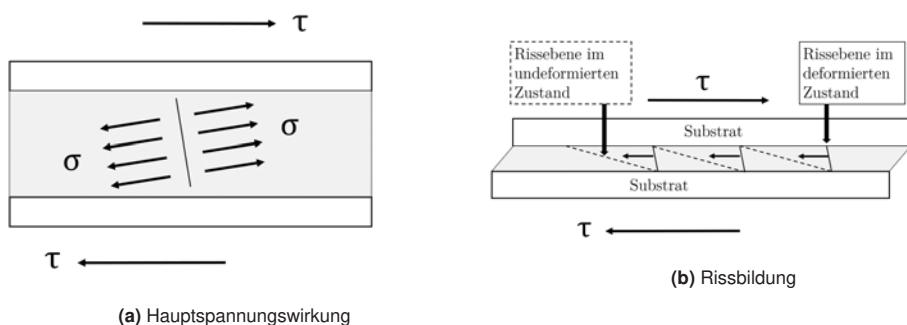 τ
σ
σ
τ
(a) Hauptspannungswirkung
Rissebene im
undeformierten
Zustand
τ
Rissebene im
deformierten
Zustand
Substrat
Substrat
τ
(b) Rissbildung